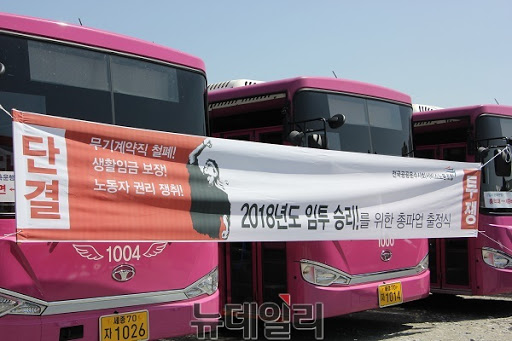 단결
무기계약직 철폐!
생활임금 보장!
노동자 권리 쟁취!
2018년도 임투 승리!를 위한 총파업 출정식
투쟁
1004
세종70
자1026
자1014
뉴데일리